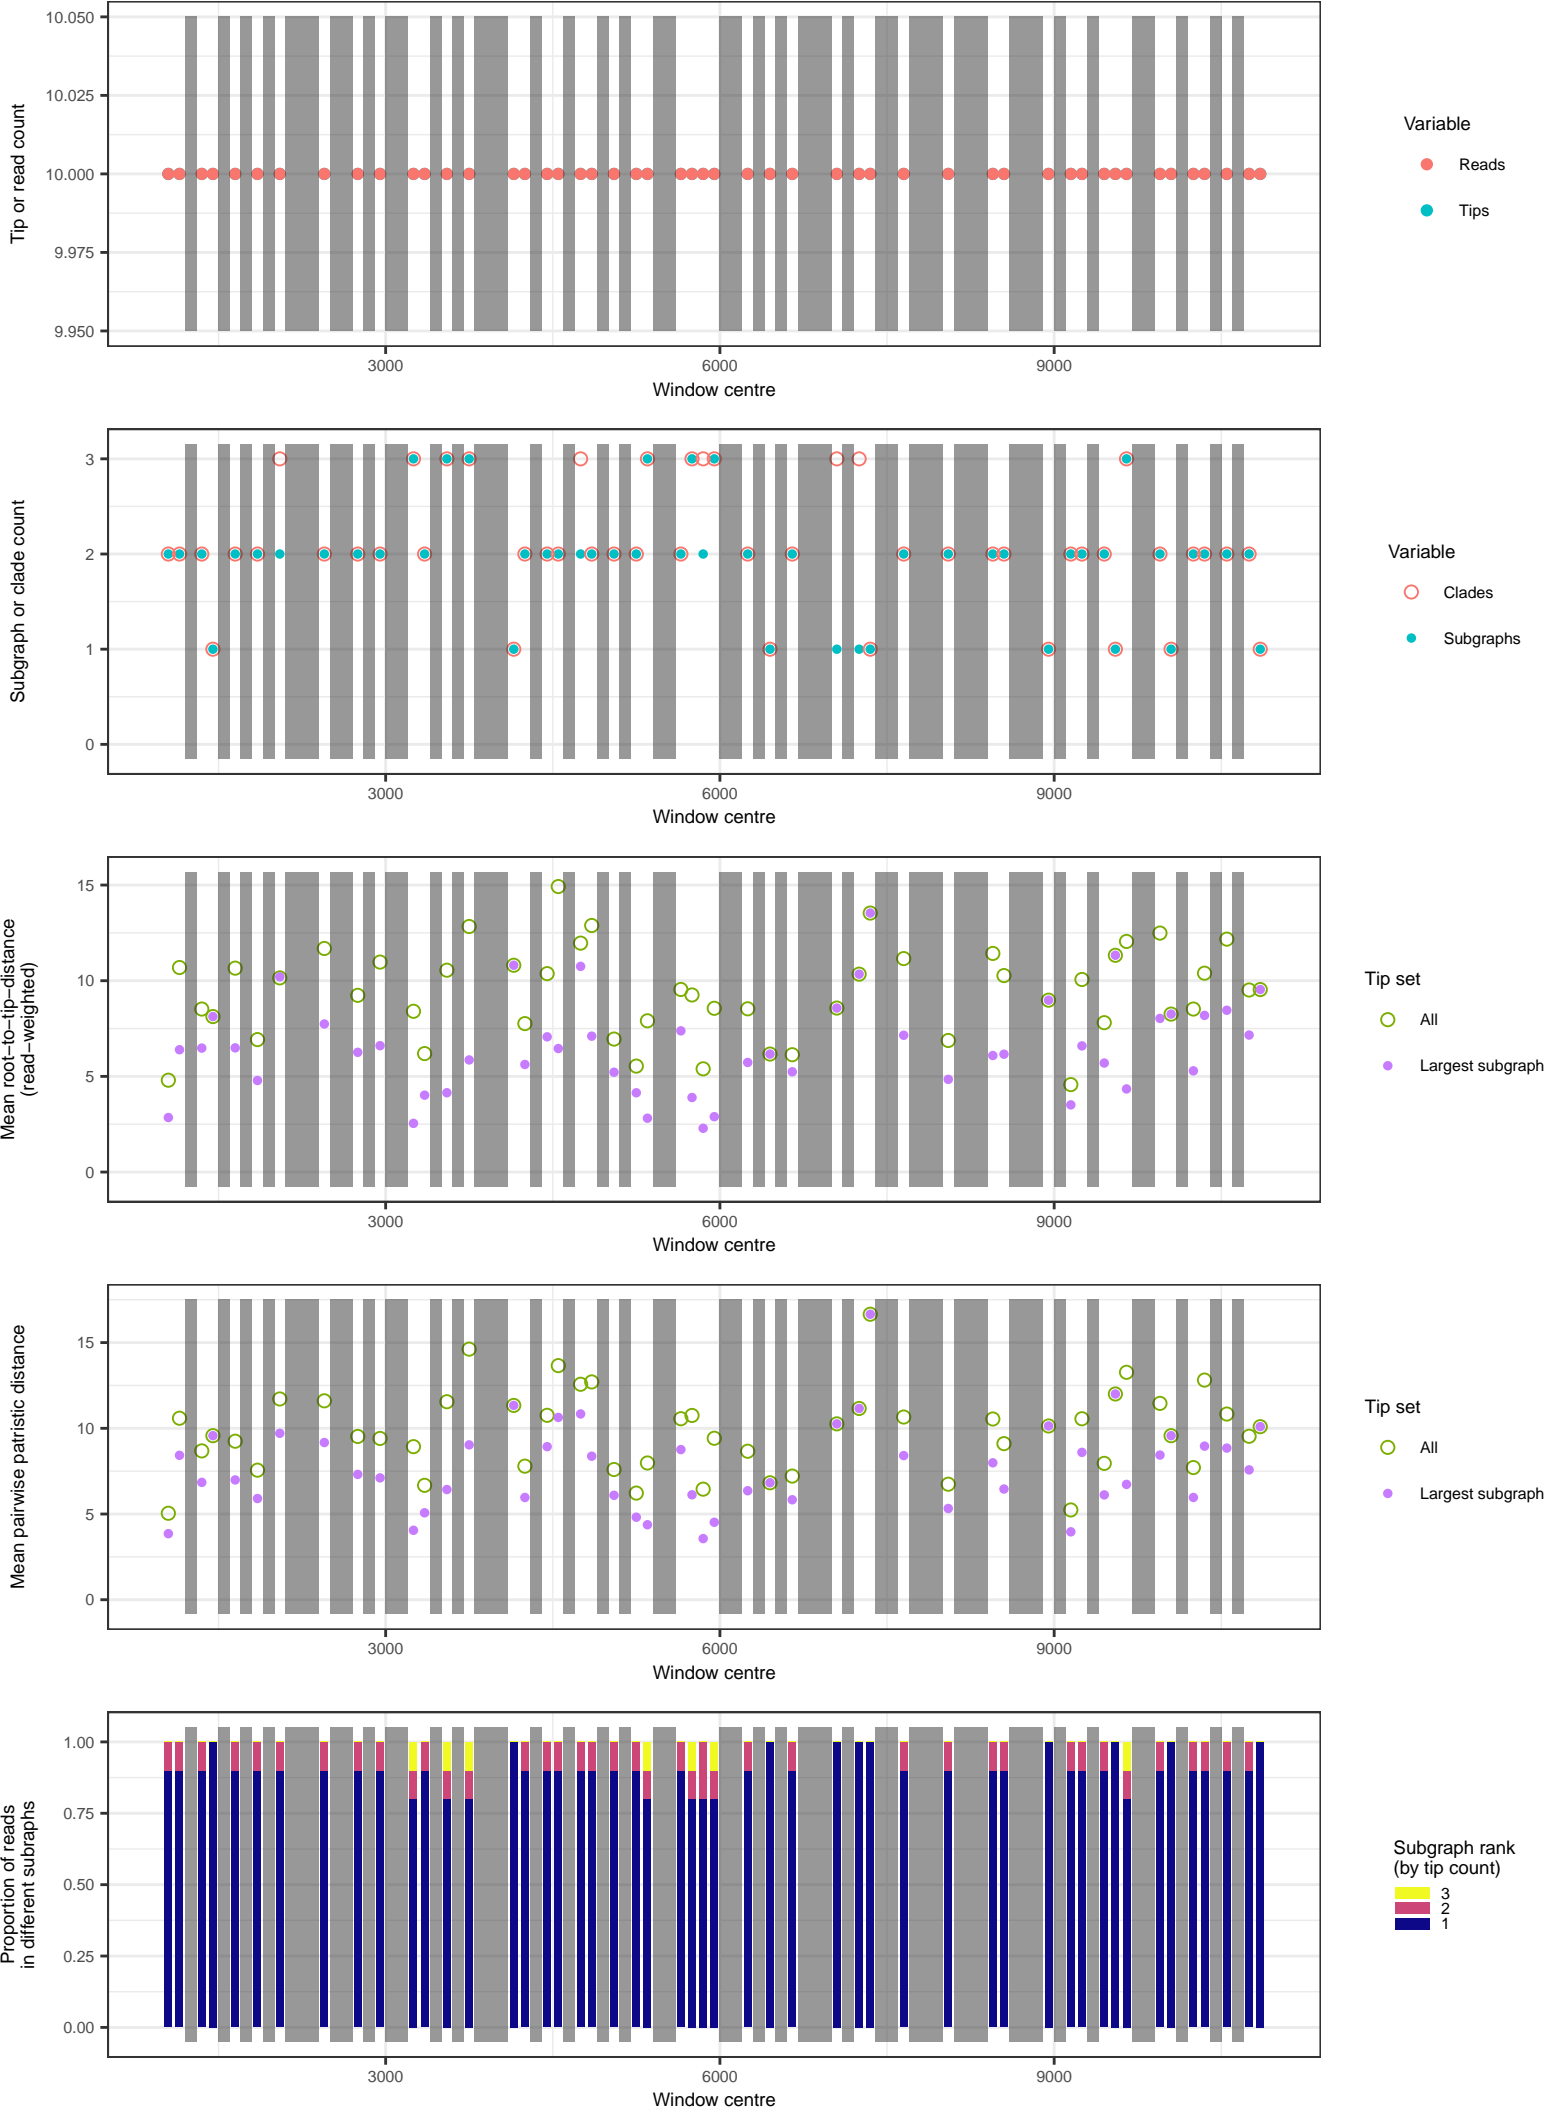 10.050
10.025
10.000
9.975
9.950
Tip or read count
3000
6000
9000
Window centre
Variable
Reads
Tips
3
2
1
0
Subgraph or clade count
3000
6000
9000
Window centre
Variable
Clades
Subgraphs
15
10
5
0
Mean root−to−tip−distance
(read−weighted)
3000
6000
9000
Window centre
Tip set
All
Largest subgraph
15
10
5
0
Mean pairwise patristic distance
3000
6000
9000
Window centre
Tip set
All
Largest subgraph
1.00
0.75
0.50
0.25
0.00
Proportion of reads
in different subraphs
3000
6000
9000
Window centre
Subgraph rank
(by tip count)
3
2
1